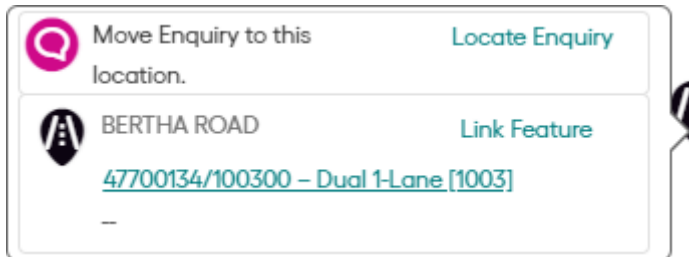 Move Enquiry to this Locate Enquiry
location.
BERTHA ROAD Link Feature
47700134/100300 – Dual 1-Lane [1003]
--